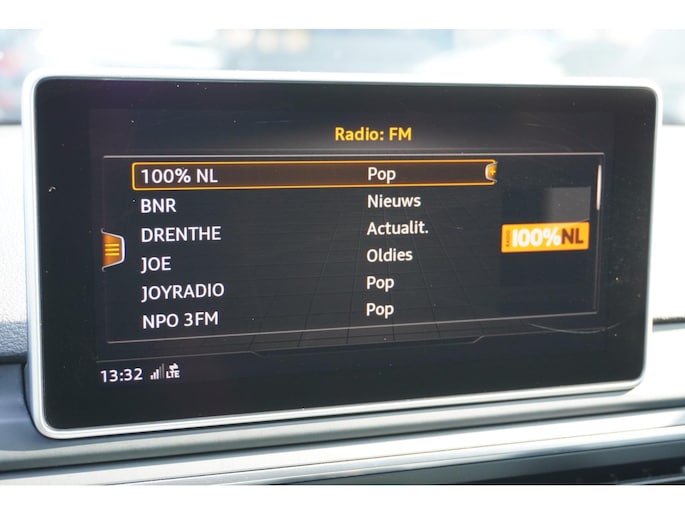 Radio: FM
100% NL Pop
BNR Nieuws
DRENTHE Actualit.
JOE Oldies
JOYRADIO Pop
NPO 3FM Pop
RADIO 100%NL
13:32 LTE